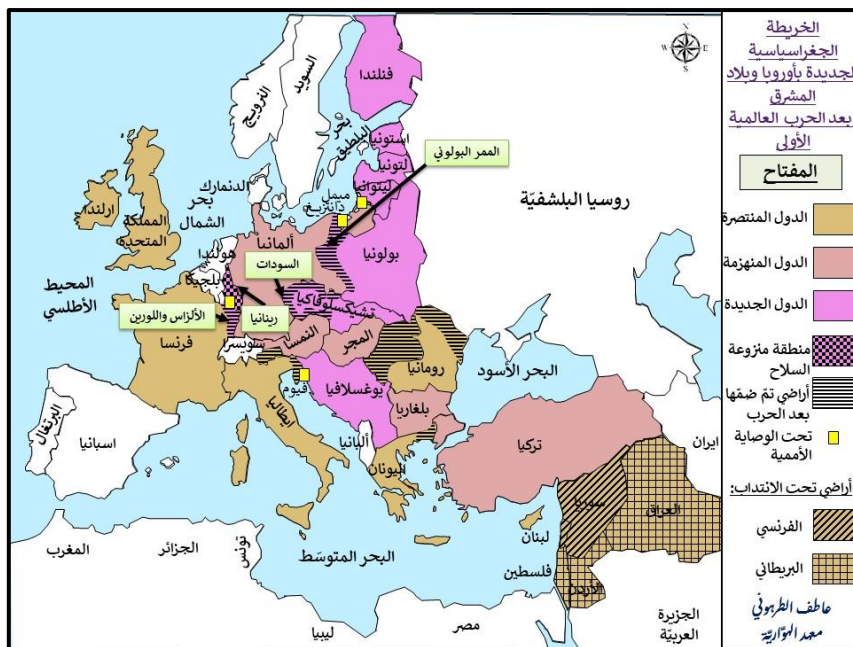 الخريطة
الجغراسياسية
الجديدة بأوروبا وبلاد
المشرق
بعد الحرب العالمية
الأولى
المفتاح
الدول المنتصرة
الدول المنهزمة
الدول الجديدة
منطقة منزوعة
السلاح
أراضي تمّ ضمّها
بعد الحرب
تحت الوصاية
الأممية
أراضي تحت الانتداب:
الفرنسي
البريطاني
عاطف الطرهوني
معهد الهوّاريّة
N
W
E
S
فنلندا
السويد
النرويج
بحر
البلطيق
استونيا
لتونيا
ليتوانيا
الممر البولوني
ميمل
دانتزيغ
الدنمارك
بحر
الشمال
ارلندا
المملكة
المتحدة
روسيا البلشفيّة
ألمانيا
هولندا
بولونيا
السودات
بلجيكا
تشيكسلوفاكيا
المحيط
الأطلسي
الألزاس واللورين
رينانيا
فرنسا
سويسرا
النمسا
المجر
رومانيا
فيوم
يوغسلافيا
البحر الأسود
ايطاليا
بلغاريا
البرتغال
اسبانيا
ألبانيا
اليونان
تركيا
ايران
سوريا
العراق
لبنان
المغرب
الجزائر
تونس
البحر المتوسّط
فلسطين
الأردن
ليبيا
مصر
الجزيرة
العربيّة